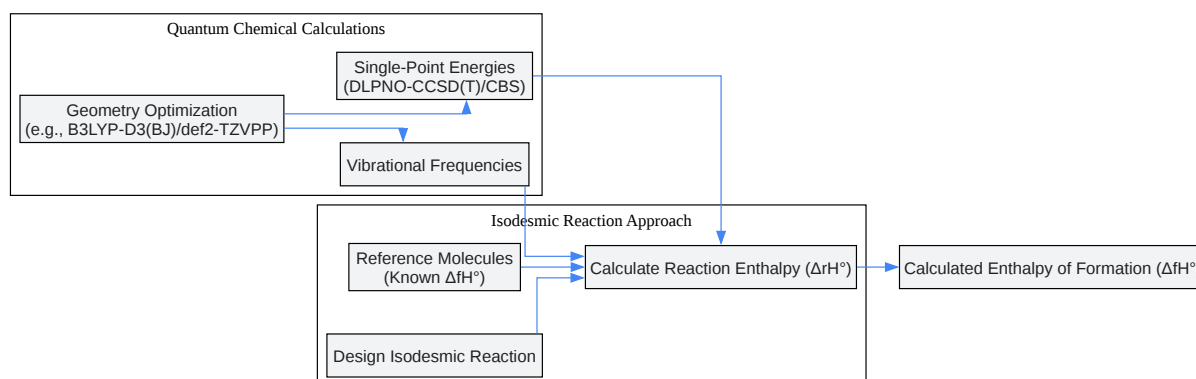 Quantum Chemical Calculations
Single-Point Energies
(DLPNO-CCSD(T)/CBS)
Geometry Optimization
(e.g., B3LYP-D3(BJ)/def2-TZVPP)
Vibrational Frequencies
Isodesmic Reaction Approach
Reference Molecules
(Known ΔfH°)
Calculate Reaction Enthalpy (ΔrH°)
Calculated Enthalpy of Formation (ΔfH°
Design Isodesmic Reaction